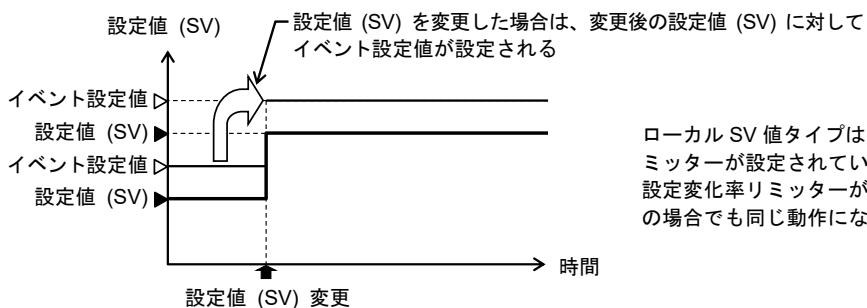 設定値 (SV)
設定値 (SV) を変更した場合は、変更後の設定値 (SV) に対して
イベント設定値が設定される
イベント設定値
設定値 (SV)
イベント設定値
設定値 (SV)
ローカル SV 値タイプは
ミッターが設定されてい
設定変化率リミッターが
の場合でも同じ動作にな
時間
設定値 (SV) 変更